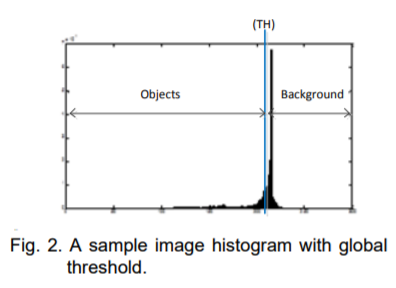 (TH)
Objects
Background
Fig. 2. A sample image histogram with global
threshold.